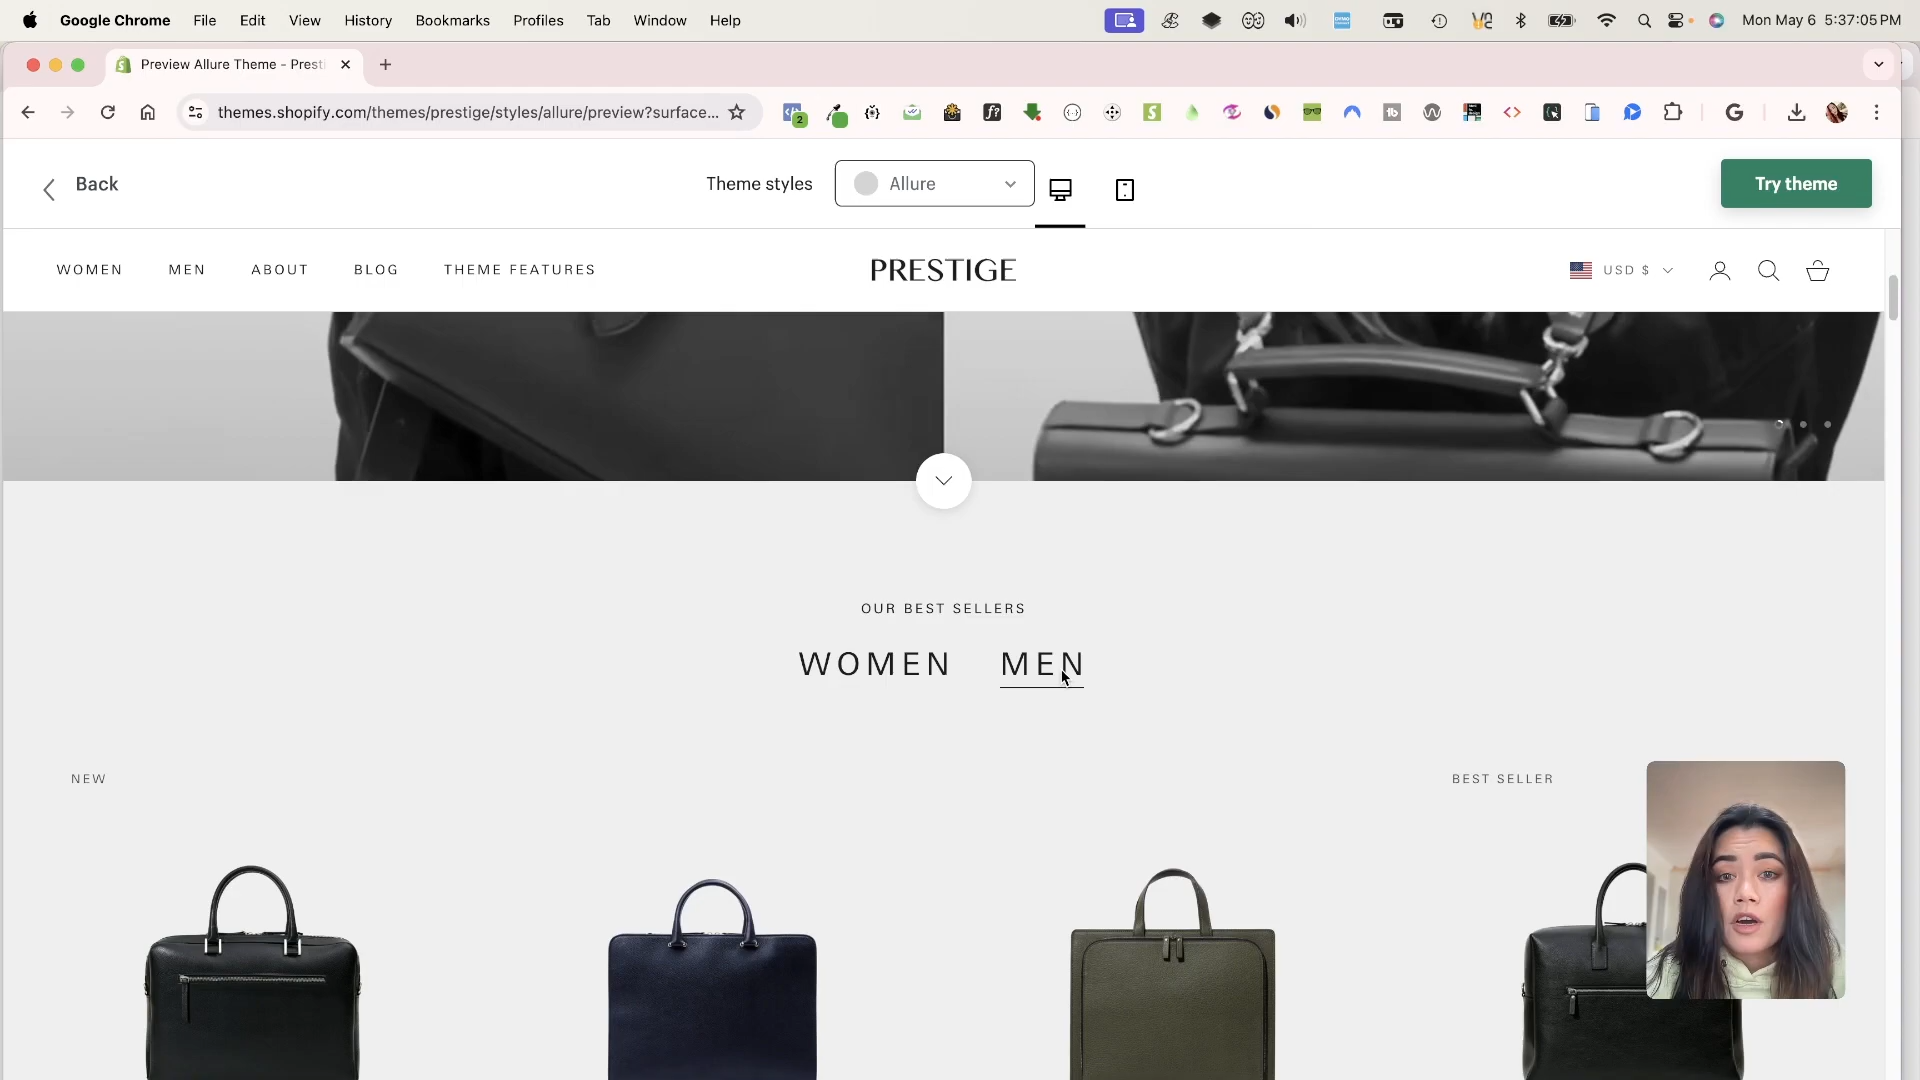 Google Chrome File Edit View History Bookmarks Profiles Tab Window Help Mon May 6 5:37:05 PM
Preview Allure Theme - Presti
themes.shopify.com/themes/prestige/styles/allure/preview?surface...
2
Back
Theme styles
Allure
Try theme
WOMEN MEN ABOUT BLOG THEME FEATURES
PRESTIGE
USD $
OUR BEST SELLERS
WOMEN MEN
NEW
BEST SELLER